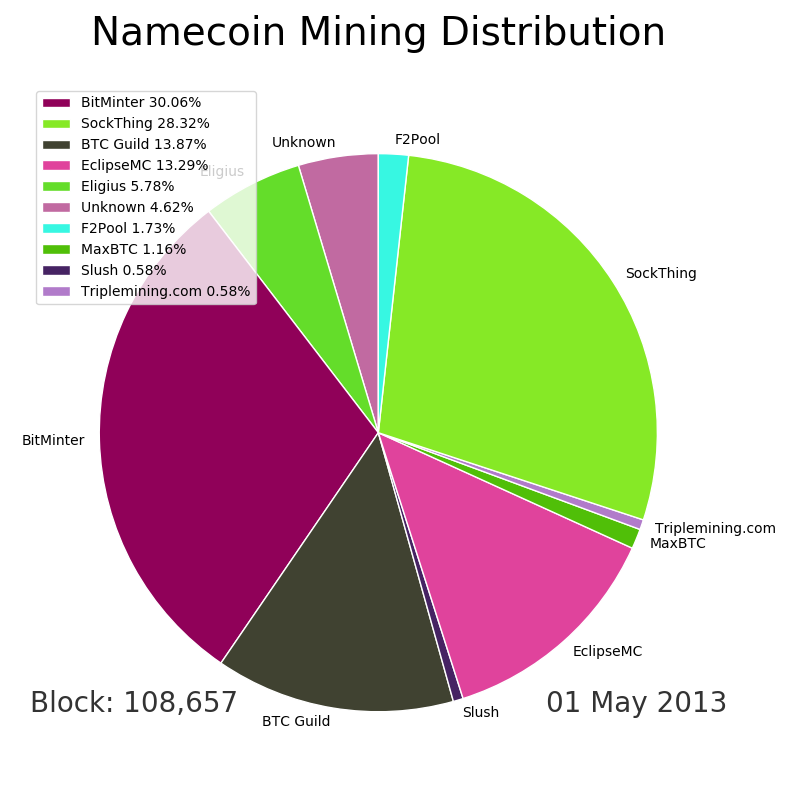 Namecoin Mining Distribution
BitMinter 30.06%
SockThing 28.32%
BTC Guild 13.87%
EclipseMC 13.29%
Eligius 5.78%
Unknown 4.62%
F2Pool 1.73%
MaxBTC 1.16%
Slush 0.58%
Triplemining.com 0.58%
F2Pool
Unknown
Eligius
SockThing
BitMinter
Triplemining.com
MaxBTC
EclipseMC
Slush
BTC Guild
Block: 108,657
01 May 2013